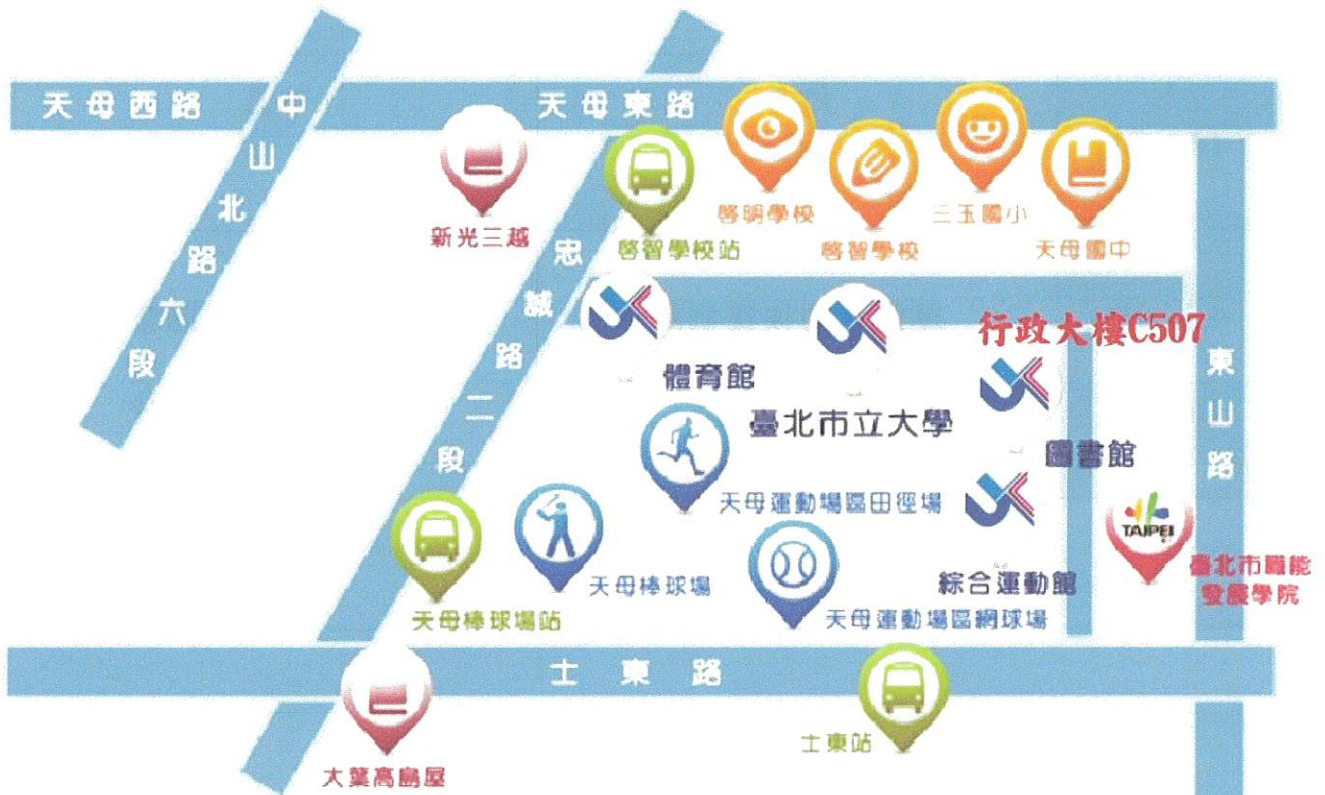 天母西路
中山北路六段
天母東路
忠誠路二段
新光三越
啓智學校站
啓明學校
啓智學校
三玉國小
天母國中
行政大樓C507
東山路
體育館
臺北市立大學
圖書館
天母運動場區田徑場
TAIPEI
臺北市職能
發展學院
天母棒球場
綜合運動館
天母棒球場站
天母運動場區網球場
士東路
士東站
大葉高島屋